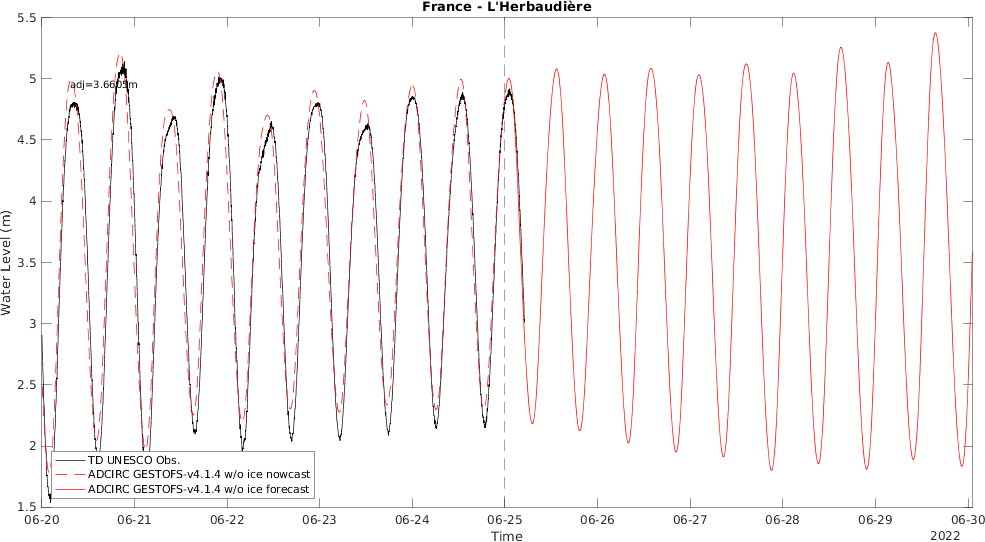 France - L'Herbaudière
Water Level (m)
5.5
5
4.5
4
3.5
3
2.5
2
1.5
adj=3.6605m
TD UNESCO Obs.
ADCIRC GESTOFS-v4.1.4 w/o ice nowcast
ADCIRC GESTOFS-v4.1.4 w/o ice forecast
06-20 06-21 06-22 06-23 06-24 06-25 06-26 06-27 06-28 06-29 06-30
Time
2022